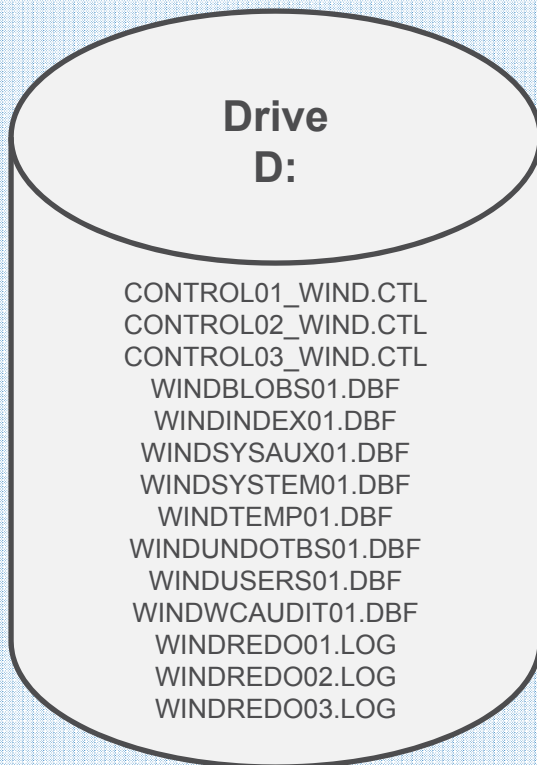 Drive
D:
CONTROL01_WIND.CTL
CONTROL02_WIND.CTL
CONTROL03_WIND.CTL
WINDBLOBS01.DBF
WINDINDEX01.DBF
WINDSYSAUX01.DBF
WINDSYSTEM01.DBF
WINDTEMP01.DBF
WINDUNDOTBS01.DBF
WINDUSERS01.DBF
WINDWCAUDIT01.DBF
WINDREDO01.LOG
WINDREDO02.LOG
WINDREDO03.LOG